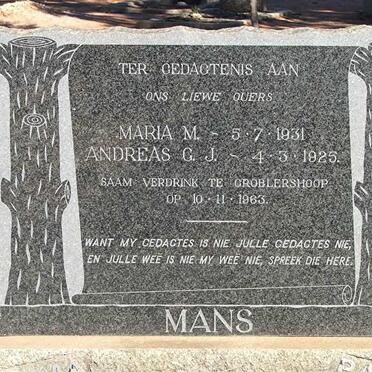 TER GEDAGTENIS AAN
ONS LIEWE OUERS
MARIA M. - 5·7·1931
ANDREAS G. J. - 4·3·1925.
SAAM VERDRINK TE GROBLERSHOOP
OP 10·11·1963.
WANT MY GEDAGTES IS NIE JULLE GEDAGTES NIE,
EN JULLE WEE IS NIE MY WEE NIE, SPREEK DIE HERE.
MANS